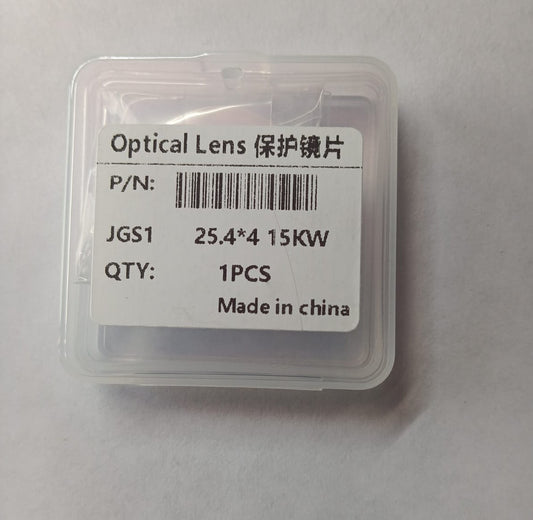 Optical Lens 保护镜片
P/N:
JGS1 25.4*4 15KW
QTY: 1PCS
Made in china